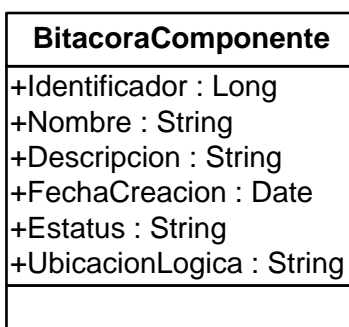 BitacoraComponente
+Identificador : Long
+Nombre : String
+Descripcion : String
+FechaCreacion : Date
+Estatus : String
+UbicacionLogica : String